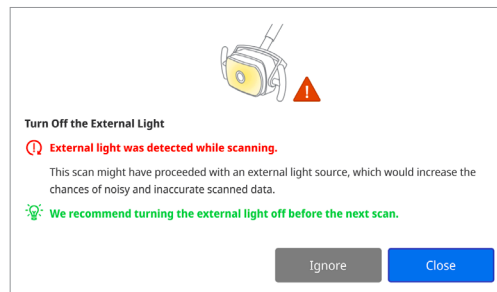 Turn Off the External Light
External light was detected while scanning.
This scan might have proceeded with an external light source, which would increase the
chances of noisy and inaccurate scanned data.
We recommend turning the external light off before the next scan.
Ignore
Close